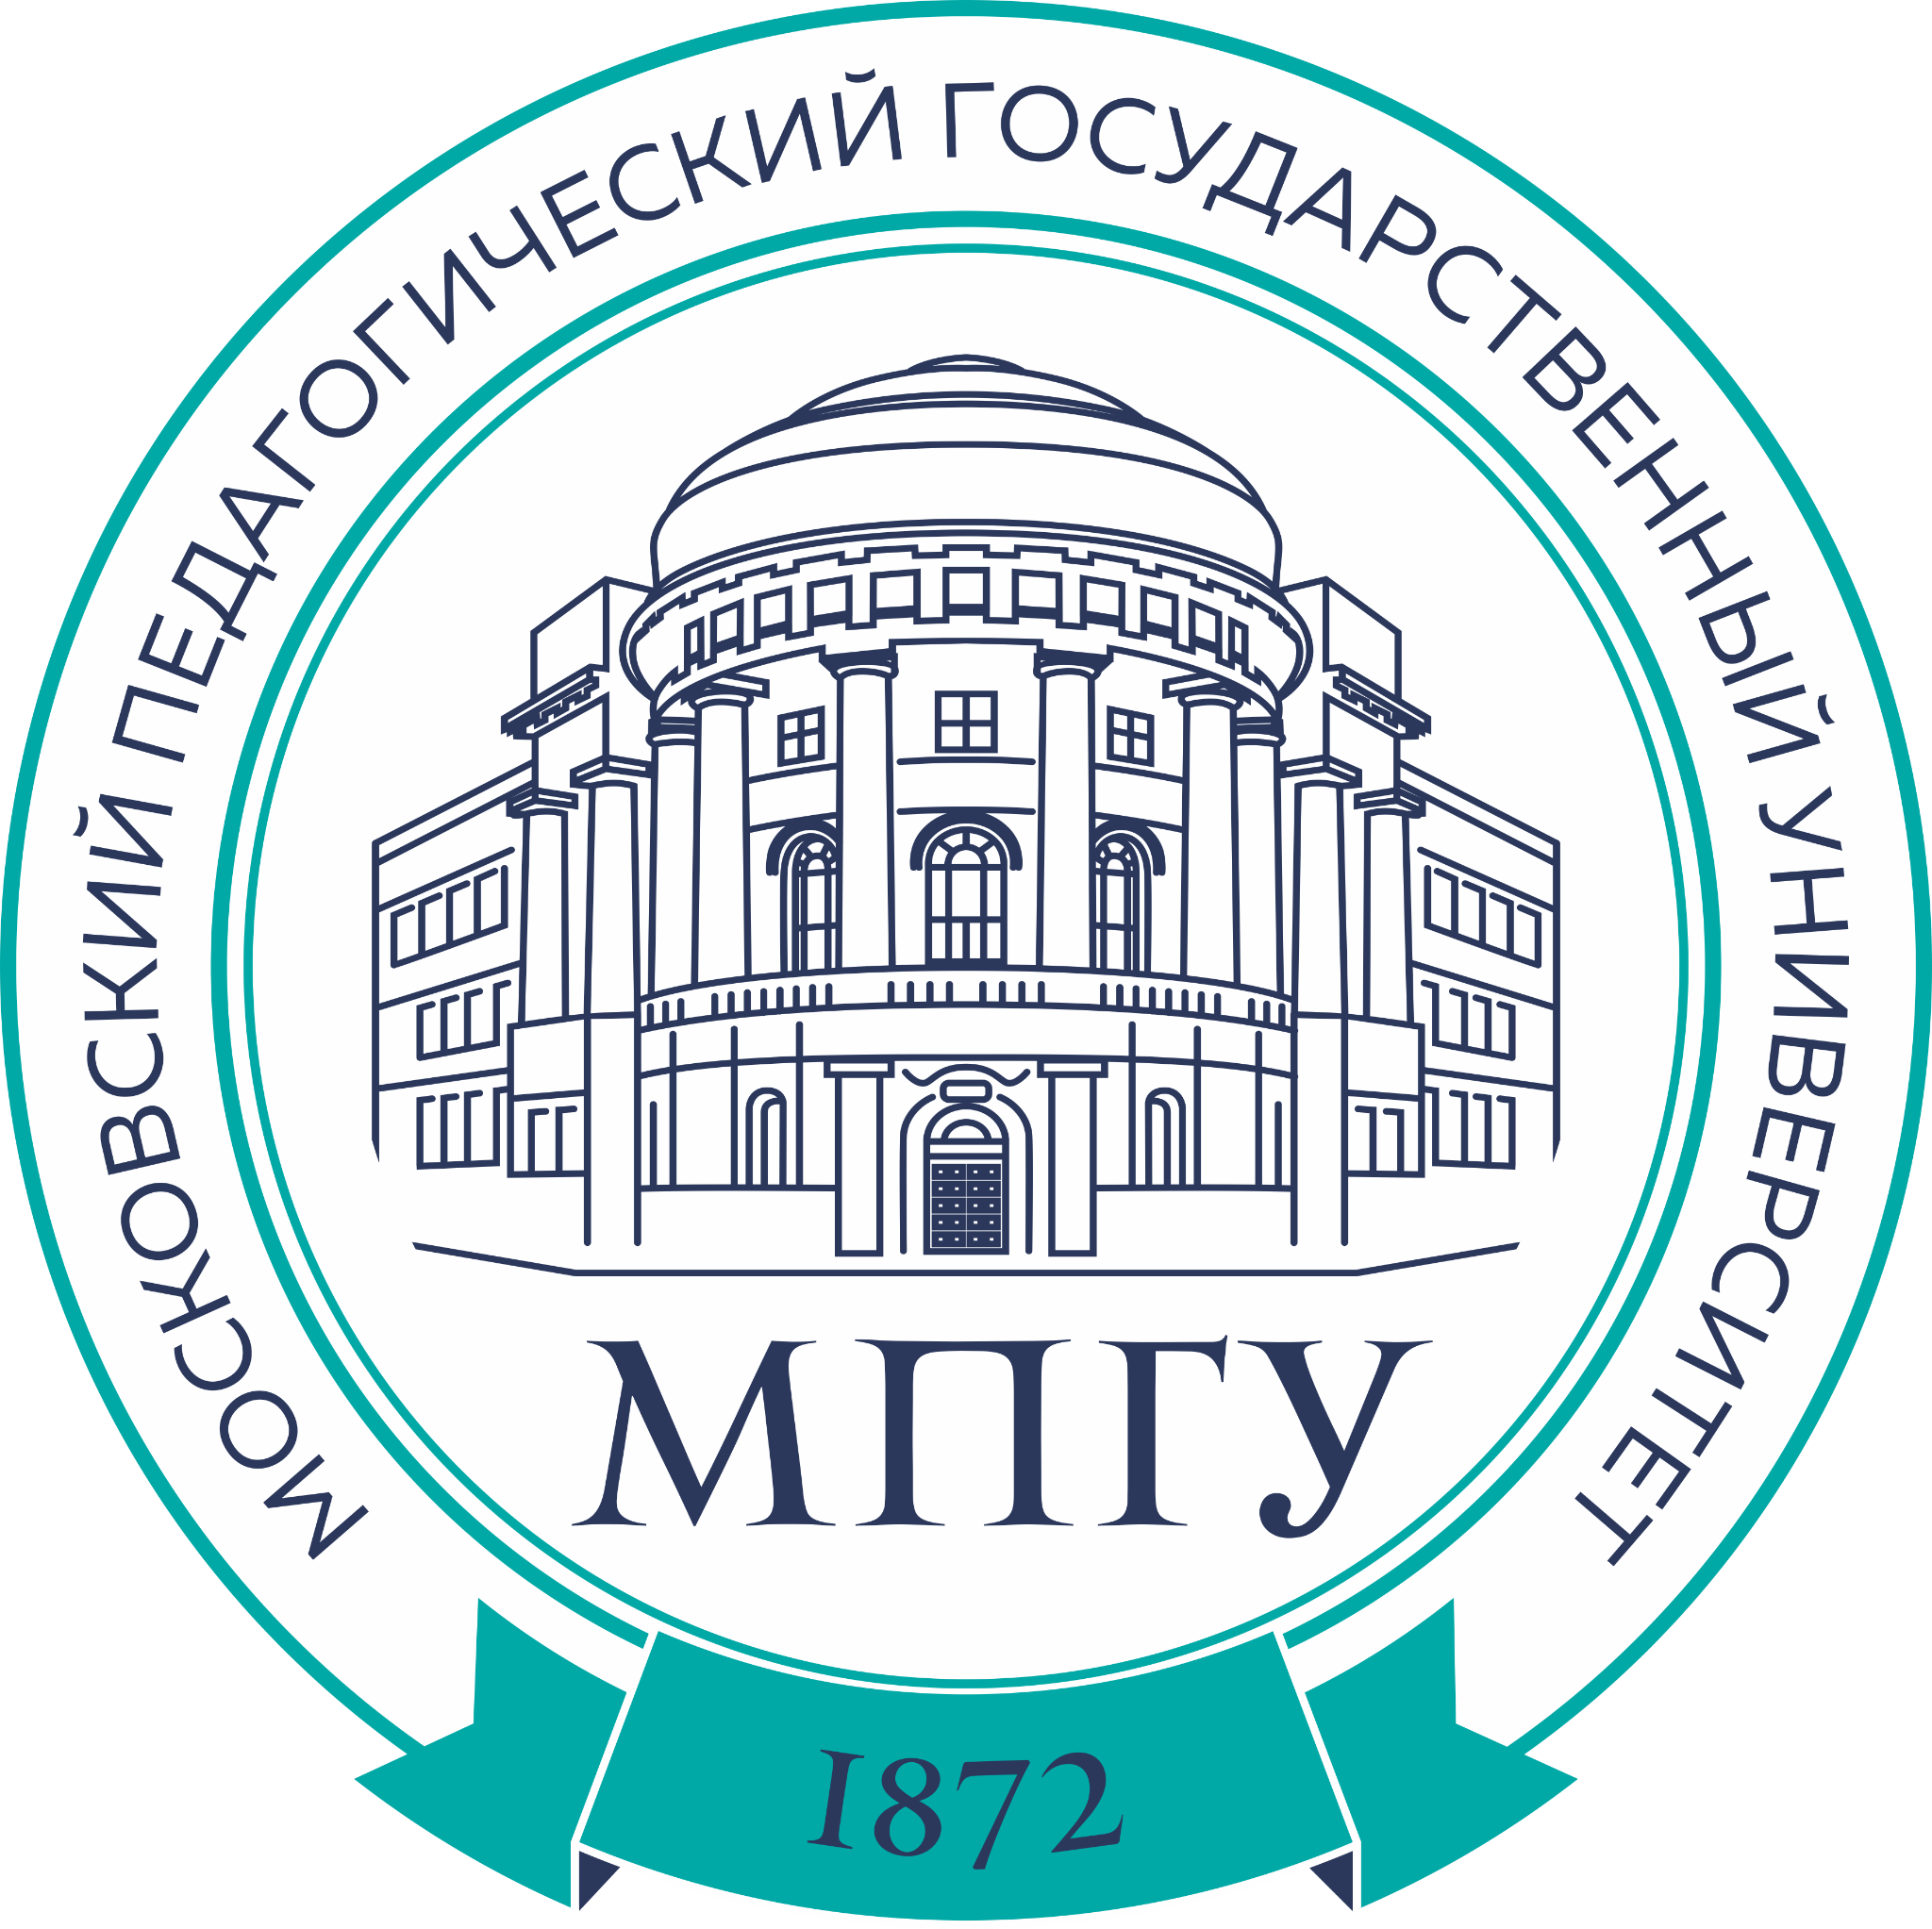 МОСКОВСКИЙ ПЕДАГОГИЧЕСКИЙ ГОСУДАРСТВЕННЫЙ УНИВЕРСИТЕТ
МПГУ
1872